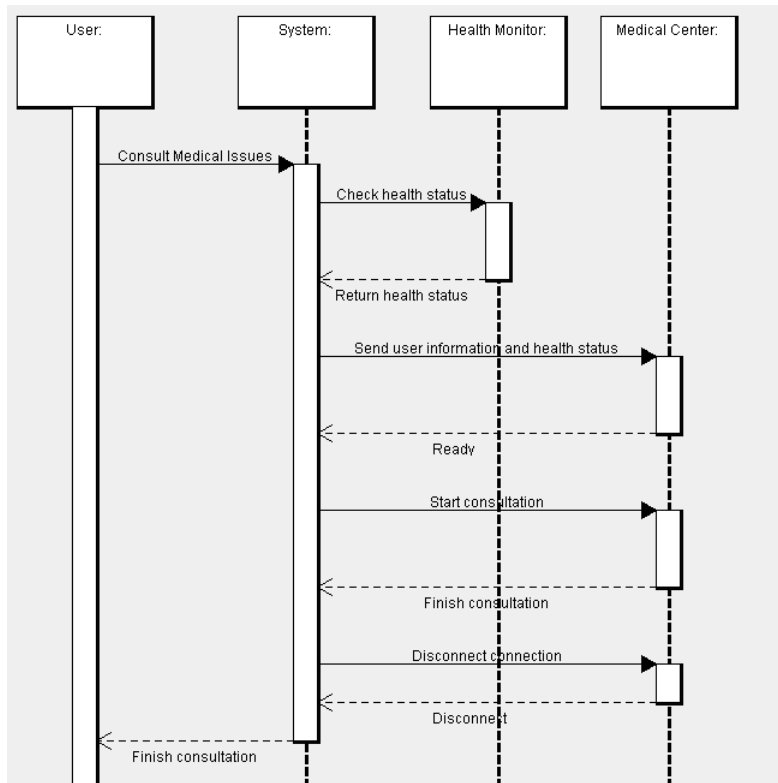 User:
System:
Health Monitor:
Medical Center:
Consult Medical Issues
Check health status
Return health status
Send user information and health status
Ready
Start consultation
Finish consultation
Disconnect connection
Disconnect
Finish consultation